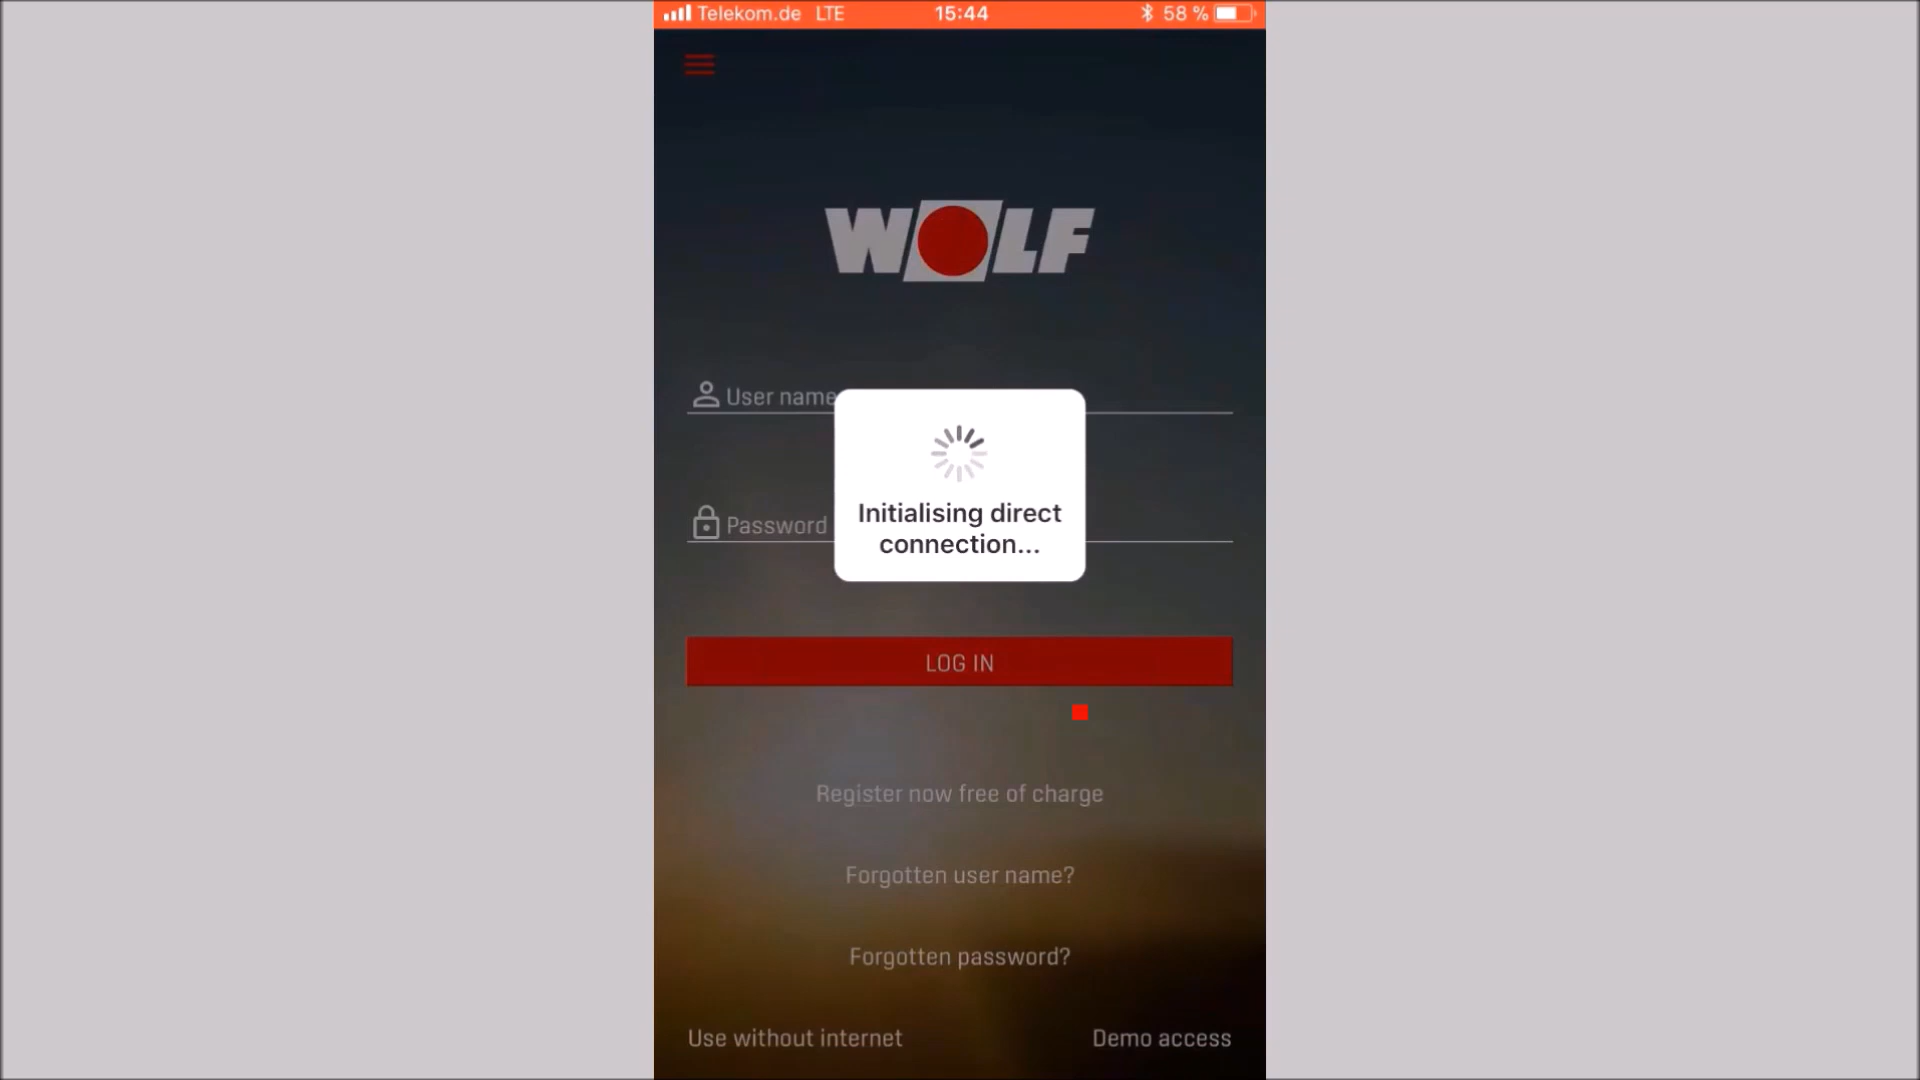 Telekom.de LTE 15:44 58 %
WOLF
User name
Initialising direct
connection...
Password
LOG IN
Register now free of charge
Forgotten user name?
Forgotten password?
Use without internet Demo access